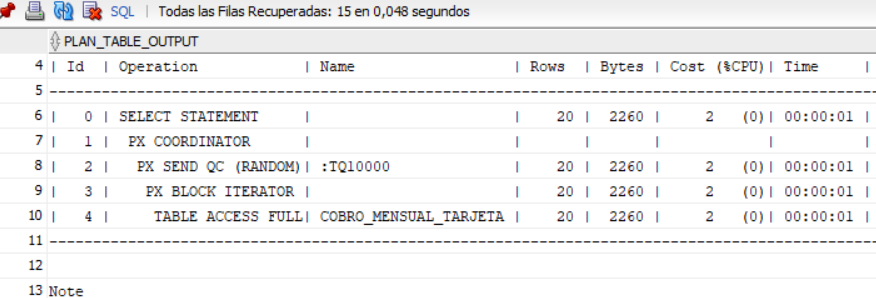 SQL | Todas las Filas Recuperadas: 15 en 0,048 segundos
PLAN_TABLE_OUTPUT
4 | Id  | Operation            | Name                  | Rows  | Bytes | Cost (%CPU)| Time     |
5 -----------------------------------------------------------------------------------------------
6 |   0 | SELECT STATEMENT     |                       |    20 |  2260 |     2   (0)| 00:00:01 |
7 |   1 |  PX COORDINATOR      |                       |       |       |            |          |
8 |   2 |   PX SEND QC (RANDOM)| :TQ10000              |    20 |  2260 |     2   (0)| 00:00:01 |
9 |   3 |    PX BLOCK ITERATOR |                       |    20 |  2260 |     2   (0)| 00:00:01 |
10 |   4 |     TABLE ACCESS FULL| COBRO_MENSUAL_TARJETA |    20 |  2260 |     2   (0)| 00:00:01 |
11 -----------------------------------------------------------------------------------------------
12
13 Note